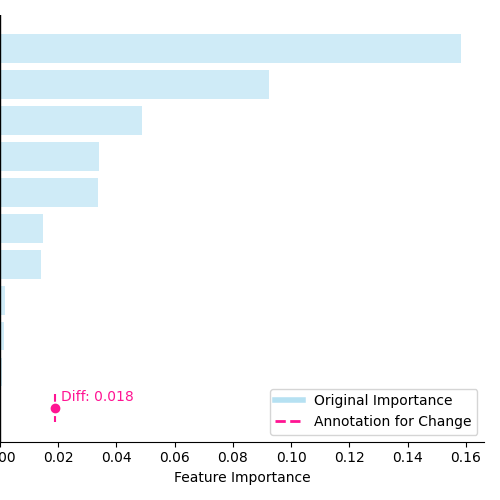 Diff: 0.018
Original Importance
Annotation for Change
00 0.02 0.04 0.06 0.08 0.10 0.12 0.14 0.16
Feature Importance